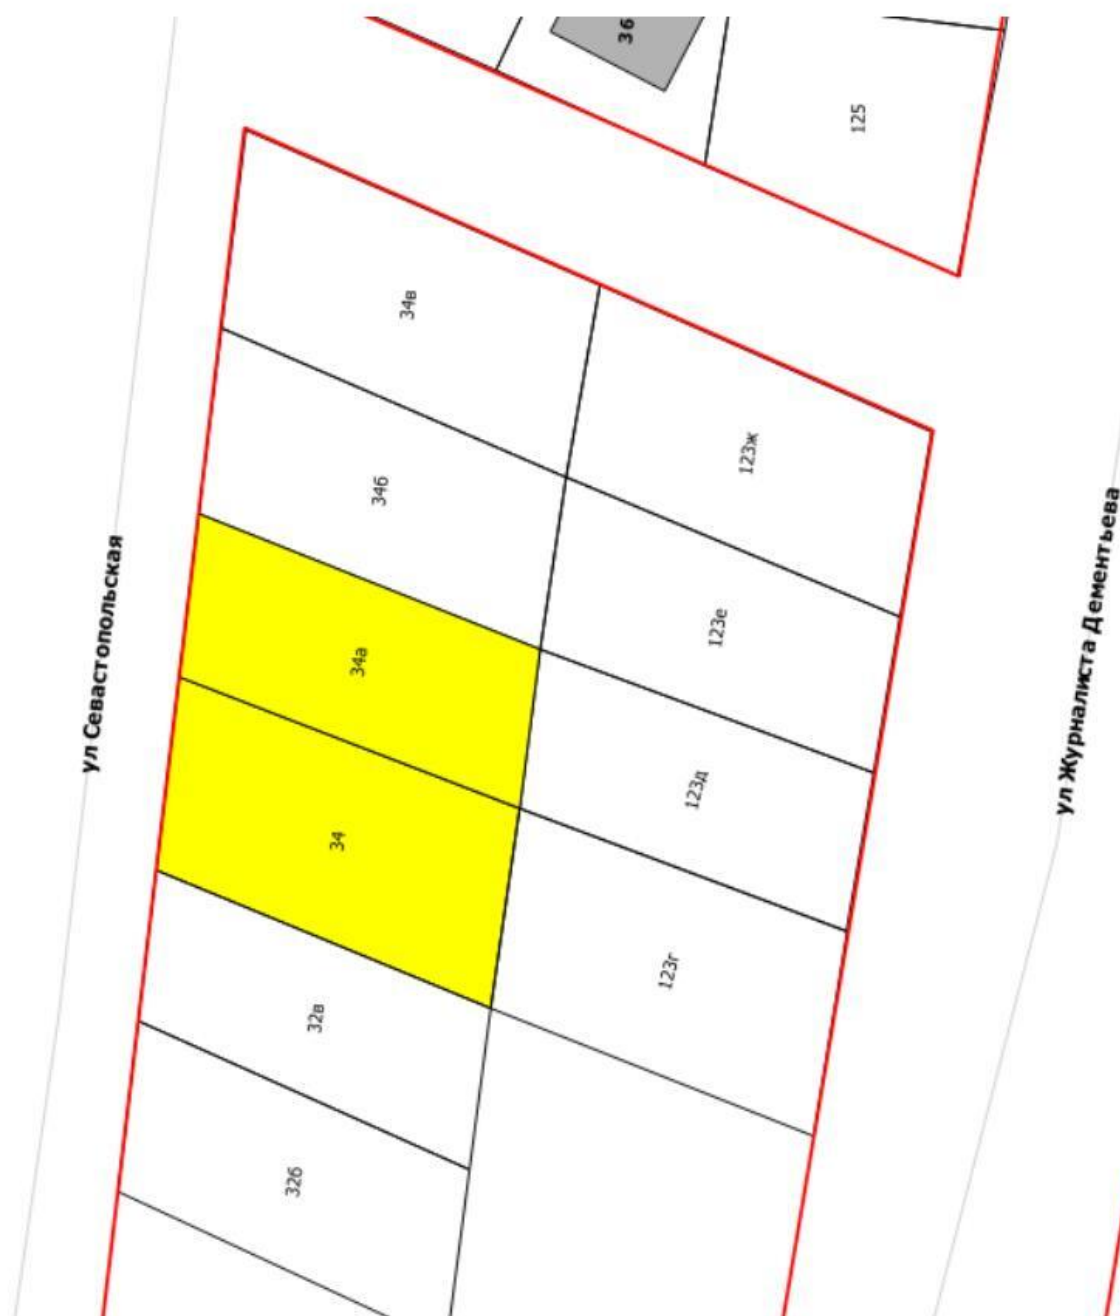 36
125
34в
123ж
34б
123е
34а
123д
34
123г
32в
32б
ул Севастопольская
ул Журналиста Дементьева